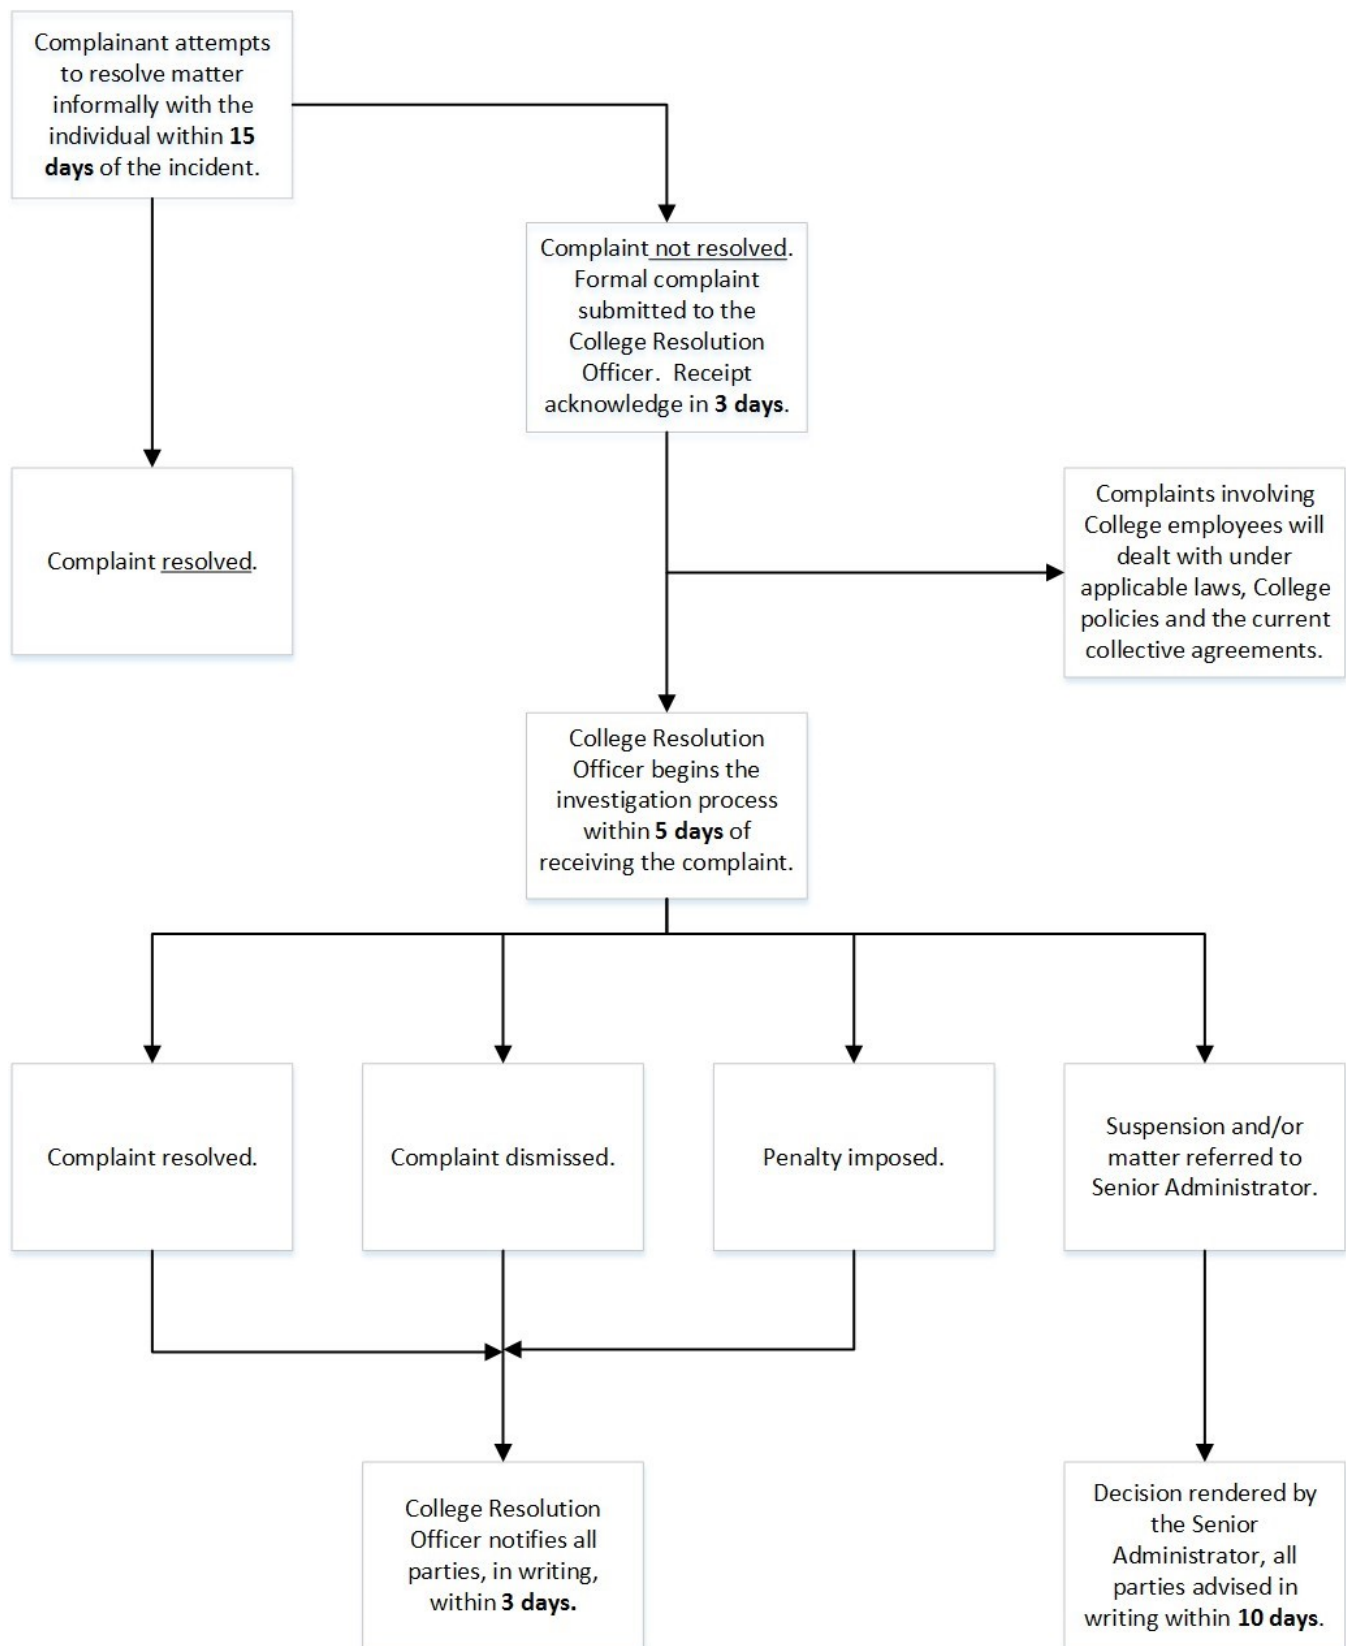 Complainant attempts
to resolve matter
informally with the
individual within 15
days of the incident.
Complaint not resolved.
Formal complaint
submitted to the
College Resolution
Officer.  Receipt
acknowledge in 3 days.
Complaint resolved.
Complaints involving
College employees will
dealt with under
applicable laws, College
policies and the current
collective agreements.
College Resolution
Officer begins the
investigation process
within 5 days of
receiving the complaint.
Complaint resolved.
Complaint dismissed.
Penalty imposed.
Suspension and/or
matter referred to
Senior Administrator.
College Resolution
Officer notifies all
parties, in writing,
within 3 days.
Decision rendered by
the Senior
Administrator, all
parties advised in
writing within 10 days.